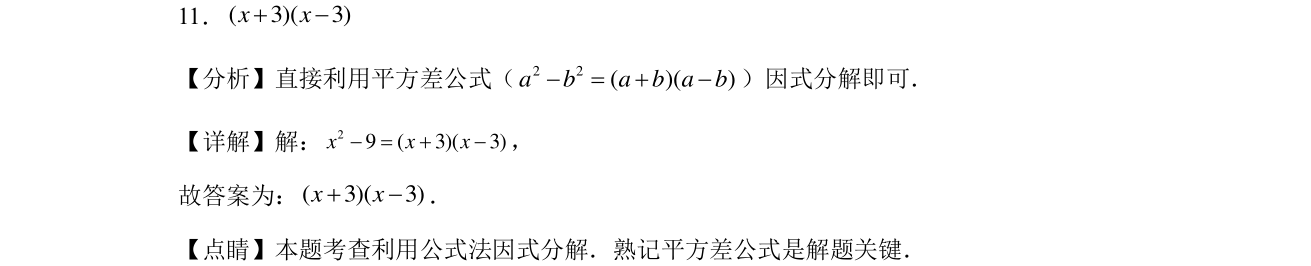 11．(x+3)(x−3)
【分析】直接利用平方差公式（a²−b²=(a+b)(a−b)）因式分解即可．
【详解】解：x²−9=(x+3)(x−3)，
故答案为：(x+3)(x−3)．
【点睛】本题考查利用公式法因式分解．熟记平方差公式是解题关键．